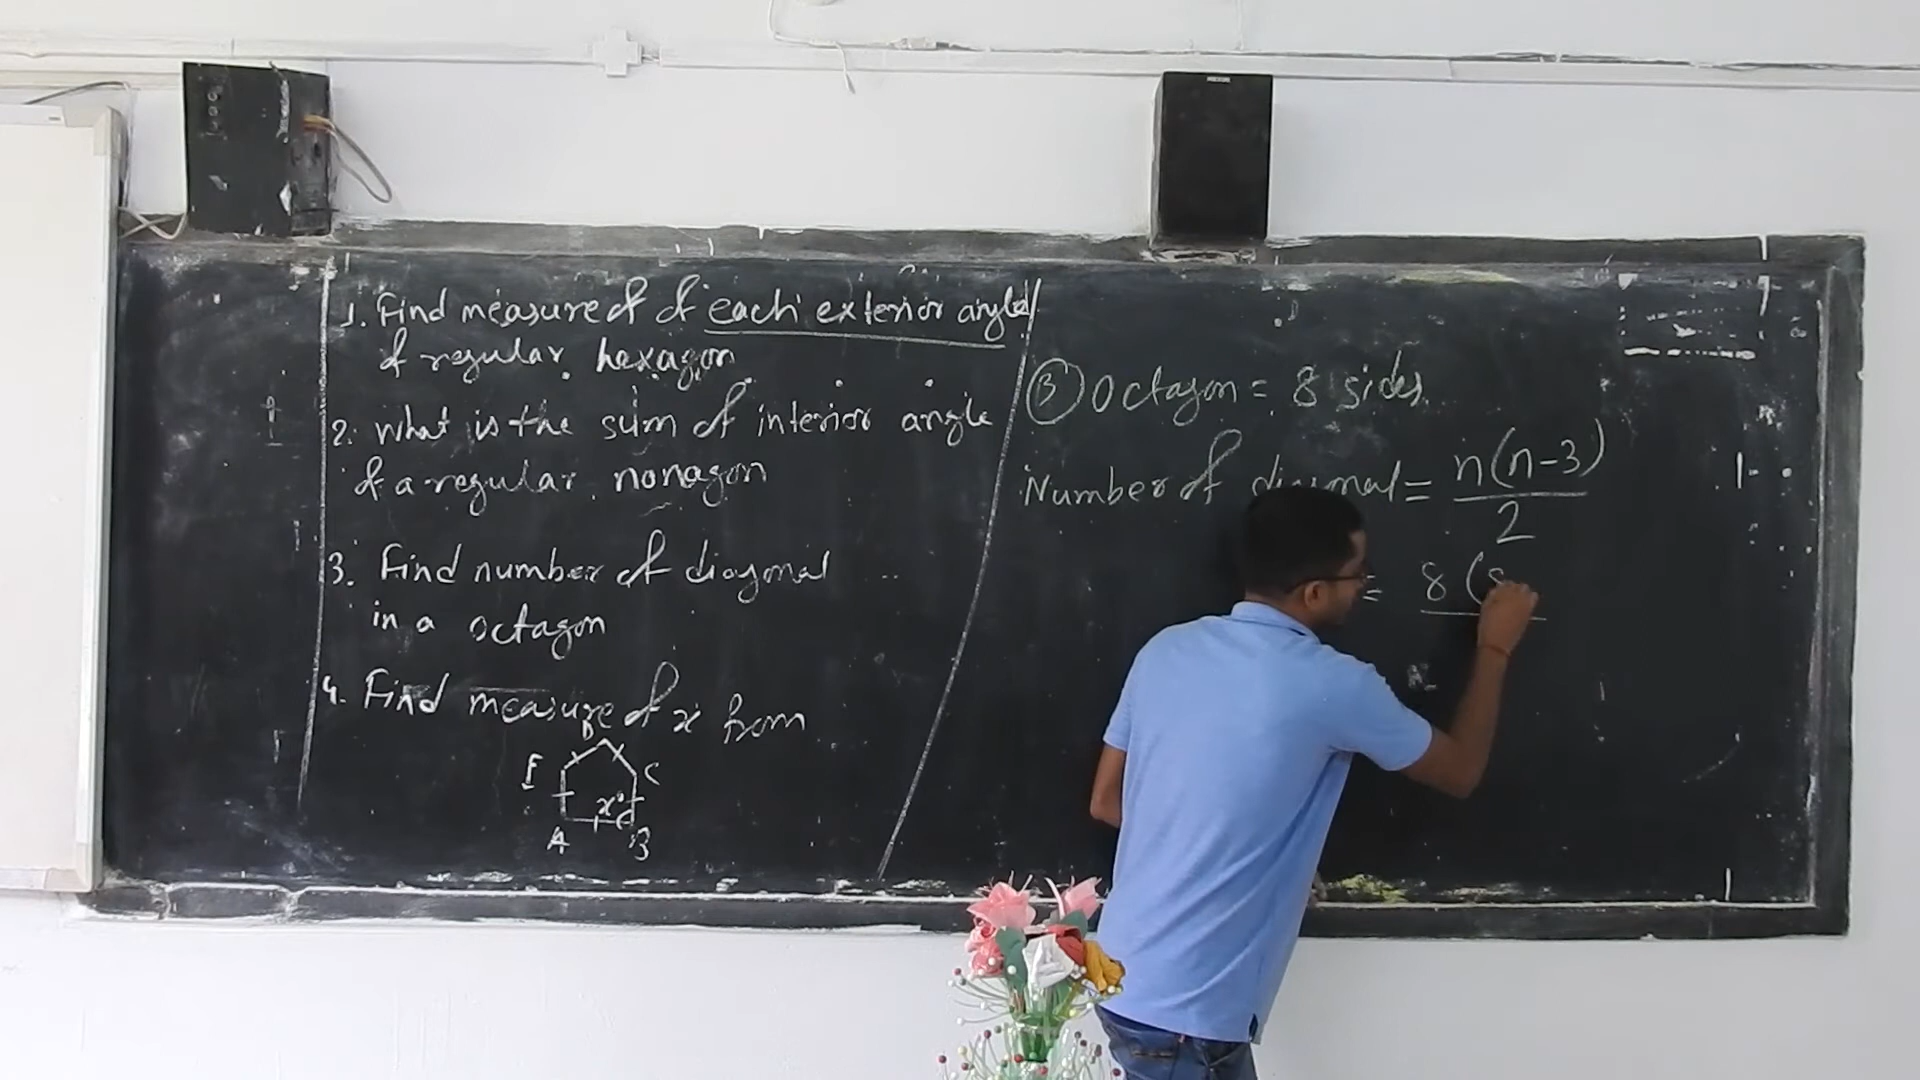 1. Find measure of of each exterior angle
of regular hexagon
2. What is the sum of interior angle
of a regular nonagon
3. Find number of diagonal
in a octagon
4. Find measure of x from
D
E
C
x°
A
B
③ Octagon = 8 sides.
Number of diagonal = n(n-3)
2
= 8 (8